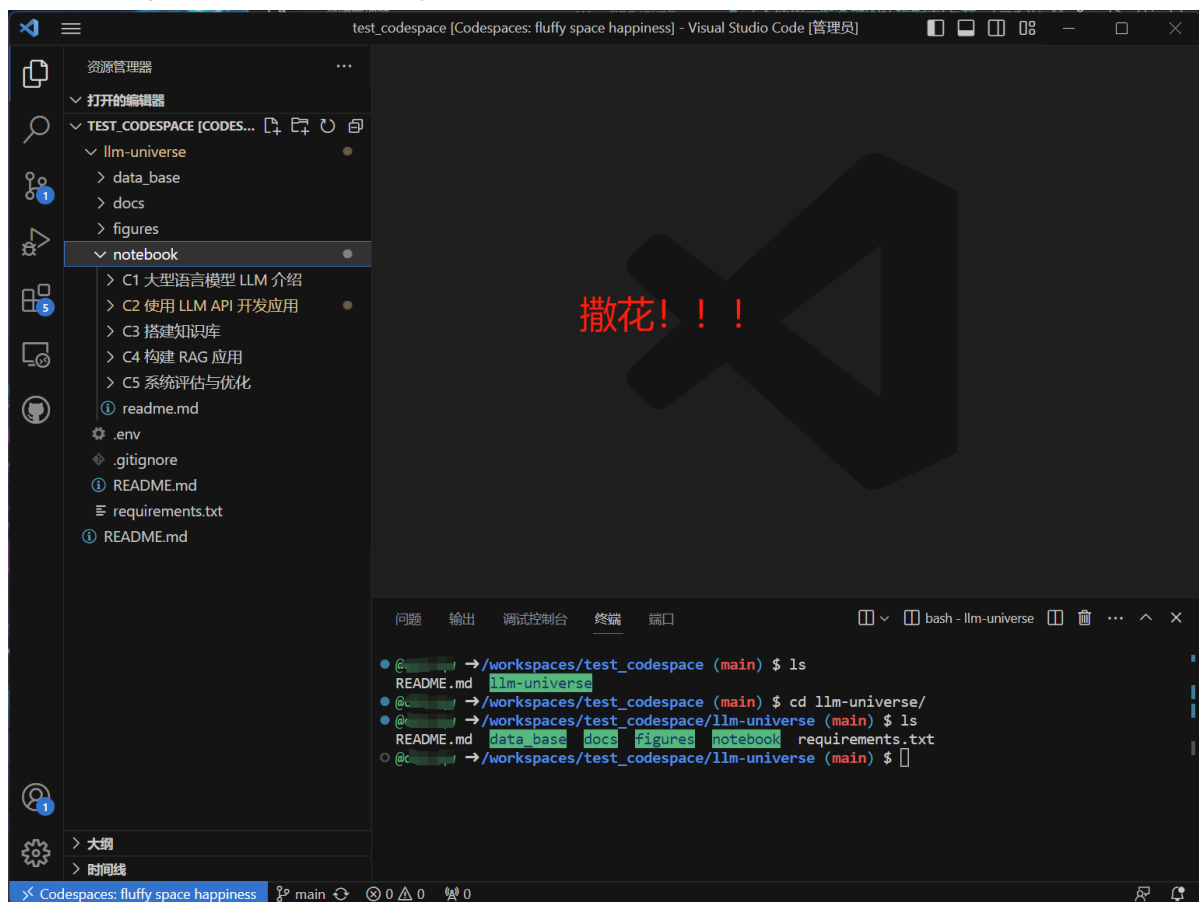 test_codespace [Codespaces: fluffy space happiness] - Visual Studio Code [管理员]
资源管理器
打开的编辑器
TEST_CODESPACE [CODES...
llm-universe
data_base
docs
figures
notebook
C1 大型语言模型 LLM 介绍
C2 使用 LLM API 开发应用
C3 搭建知识库
C4 构建 RAG 应用
C5 系统评估与优化
readme.md
.env
.gitignore
README.md
requirements.txt
README.md
大纲
时间线
1
5
1
撒花！！！
问题 输出 调试控制台 终端 端口 bash - llm-universe
@ ➜/workspaces/test_codespace (main) $ ls
README.md llm-universe
@ ➜/workspaces/test_codespace (main) $ cd llm-universe/
@ ➜/workspaces/test_codespace/llm-universe (main) $ ls
README.md data_base docs figures notebook requirements.txt
@ ➜/workspaces/test_codespace/llm-universe (main) $
Codespaces: fluffy space happiness main 0 0 0